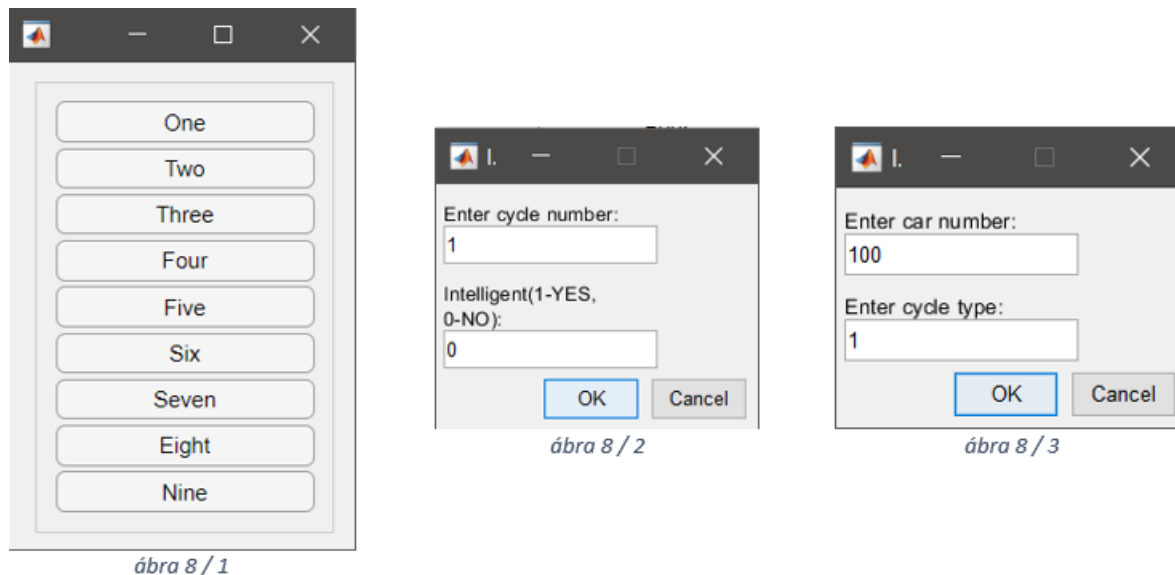 One
Two
Three
Four
Five
Six
Seven
Eight
Nine
ábra 8 / 1
I.
Enter cycle number:
1
Intelligent(1-YES,
0-NO):
0
OK Cancel
ábra 8 / 2
I.
Enter car number:
100
Enter cycle type:
1
OK Cancel
ábra 8 / 3